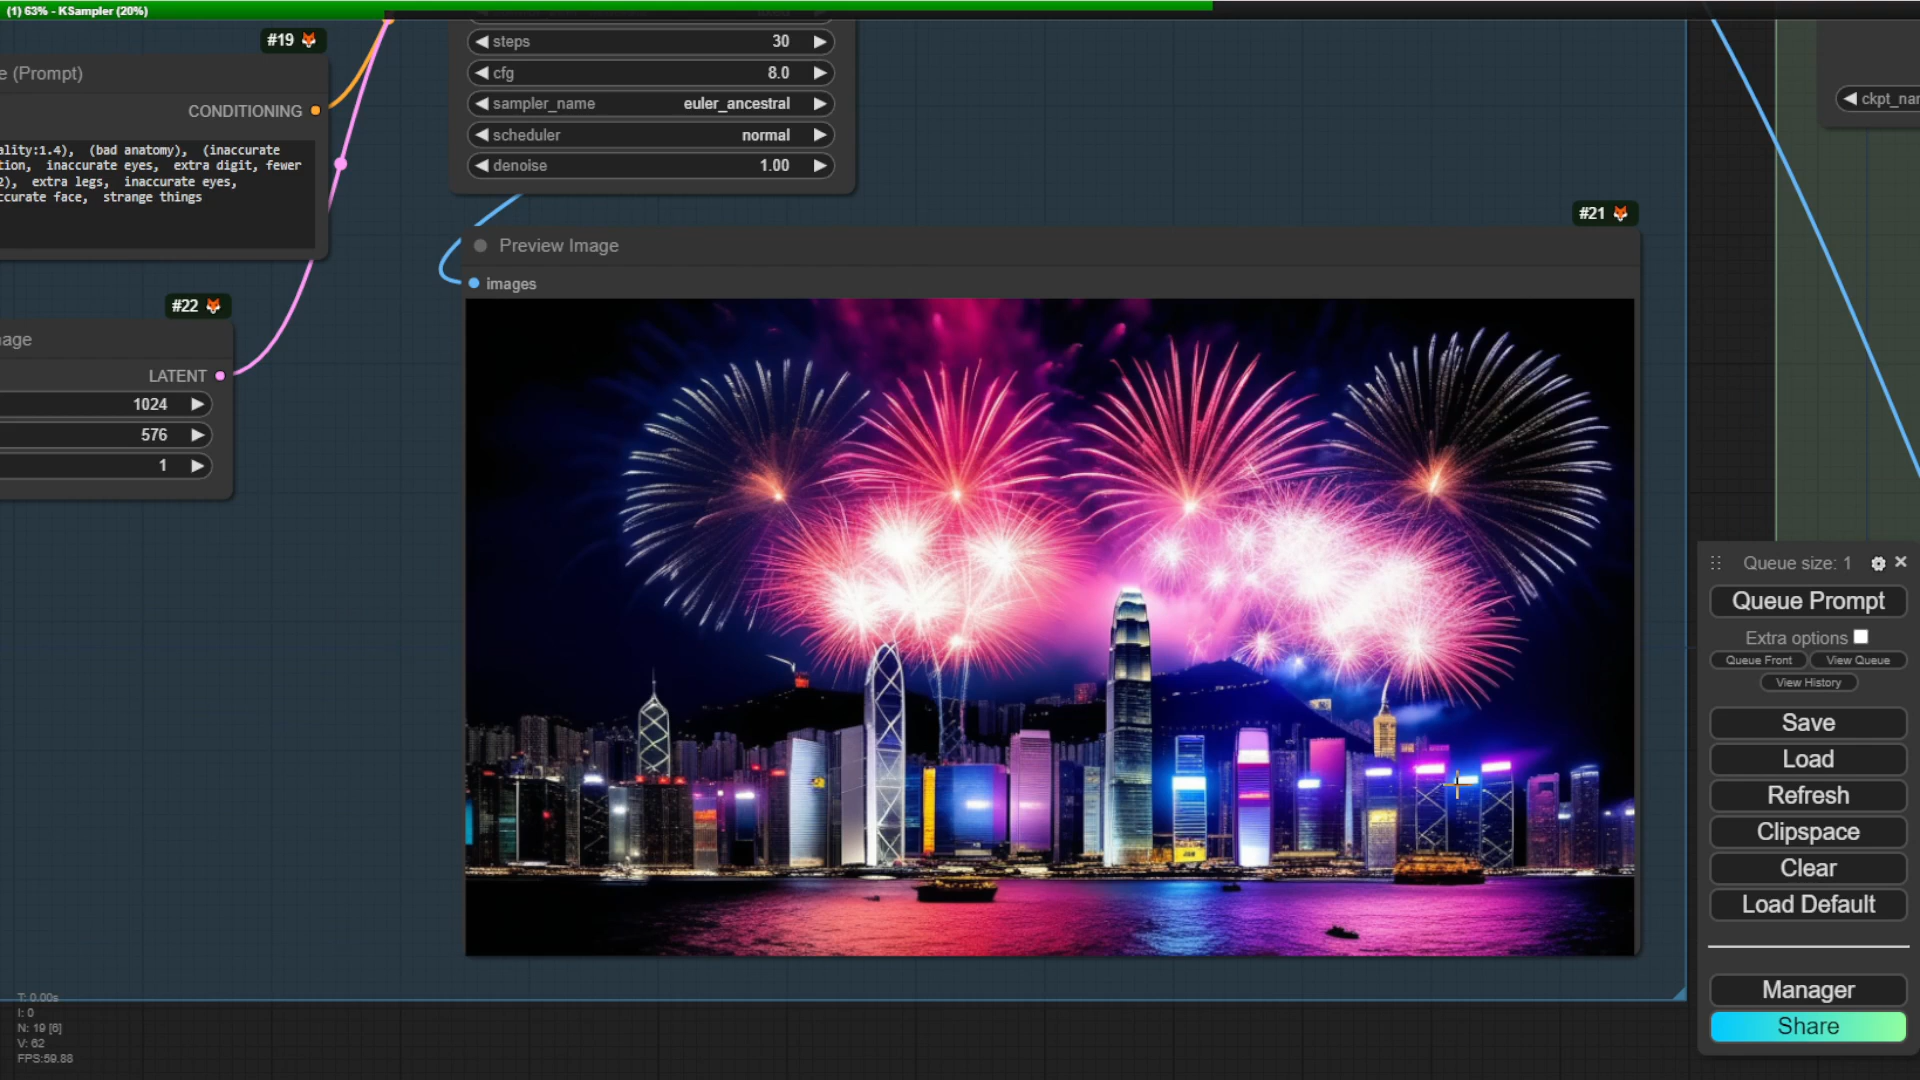 (1) 63% - KSampler (20%)
#19
e (Prompt)
CONDITIONING
ality:1.4), (bad anatomy), (inaccurate
tion, inaccurate eyes, extra digit, fewer
2), extra legs, inaccurate eyes,
ccurate face, strange things
#22
age
LATENT
1024
576
1
steps 30
cfg 8.0
sampler_name euler_ancestral
scheduler normal
denoise 1.00
#21
Preview Image
images
ckpt_nar
Queue size: 1
Queue Prompt
Extra options
Queue Front View Queue
View History
Save
Load
Refresh
Clipspace
Clear
Load Default
Manager
Share
T: 0.00s
I: 0
N: 19 [6]
V: 62
FPS:59.88